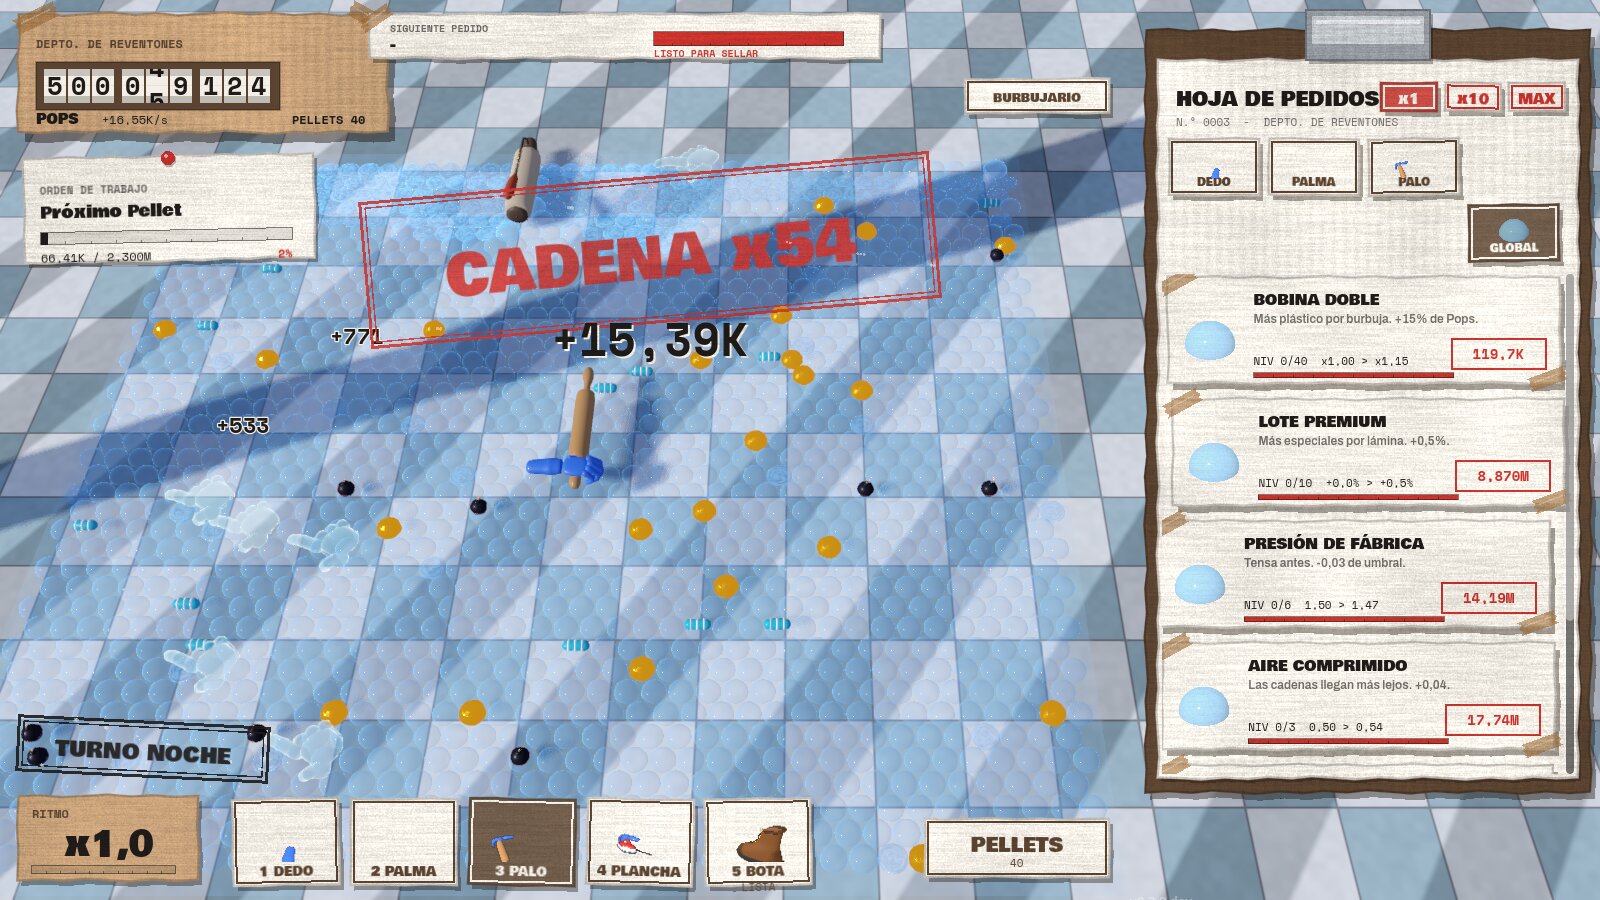 DEPTO. DE REVENTONES
POPS +16,55K/s PELLETS 40
SIGUIENTE PEDIDO
-
LISTO PARA SELLAR
BURBUJARIO
ORDEN DE TRABAJO
Próximo Pellet
66,41K / 2,300M
2%
CADENA x54
+15,39K
+771
+533
TURNO NOCHE
RITMO
x1,0
1 DEDO
2 PALMA
3 PALO
4 PLANCHA
5 BOTA
LISTA
PELLETS
40
HOJA DE PEDIDOS
x1
x10
MAX
N.° 0003 - DEPTO. DE REVENTONES
DEDO
PALMA
PALO
GLOBAL
BOBINA DOBLE
Más plástico por burbuja. +15% de Pops.
NIV 0/40 x1,00 > x1,15
119,7K
LOTE PREMIUM
Más especiales por lámina. +0,5%.
NIV 0/10 +0,0% > +0,5%
8,870M
PRESIÓN DE FÁBRICA
Tensa antes. -0,03 de umbral.
NIV 0/6 1,50 > 1,47
14,19M
AIRE COMPRIMIDO
Las cadenas llegan más lejos. +0,04.
NIV 0/3 0,50 > 0,54
17,74M